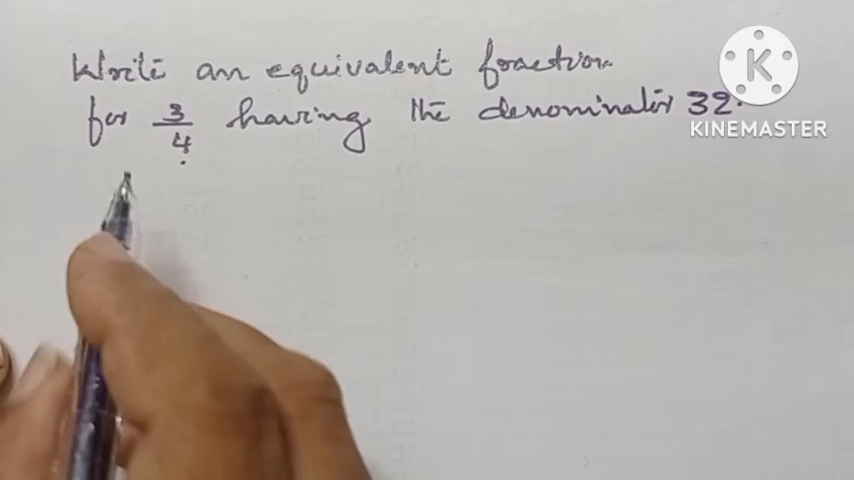 Write an equivalent fraction
for 3/4 having the denominator 32.
K
KINEMASTER